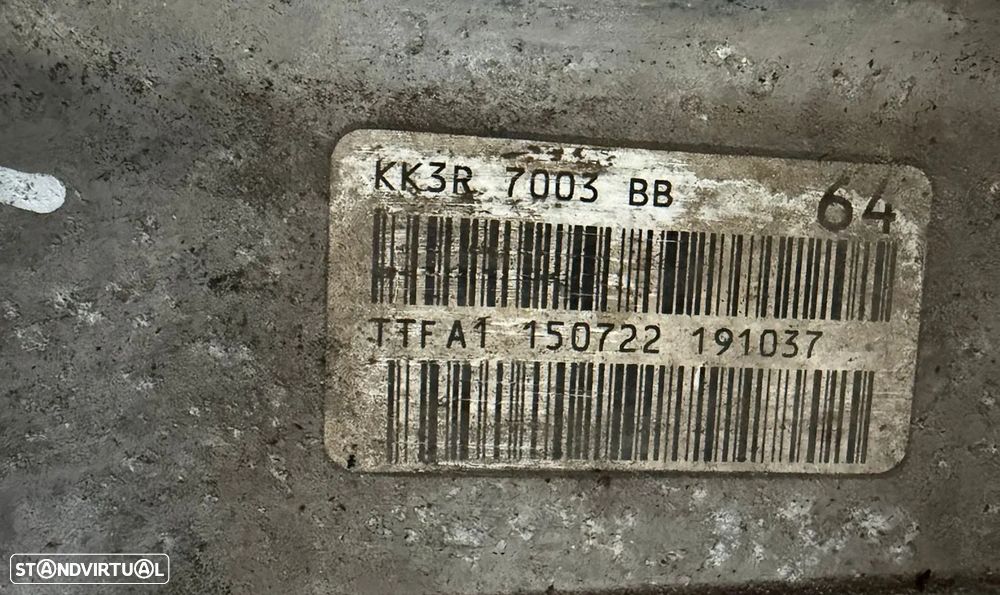 KK3R 7003 BB 64
TTFA1 150722 191037
STANDVIRTUAL